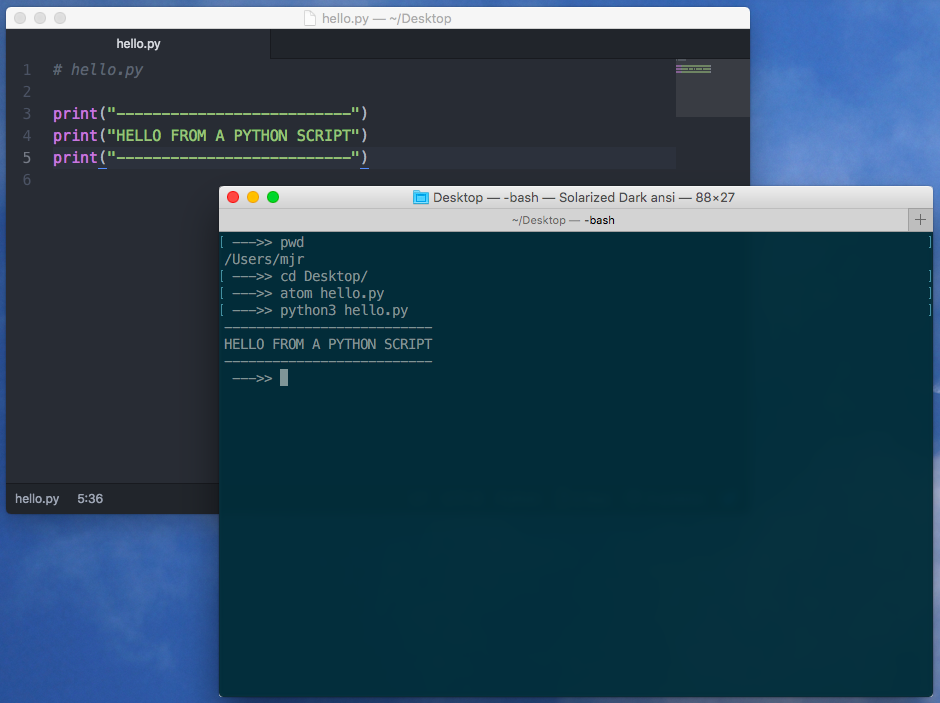 hello.py — ~/Desktop
hello.py
1 # hello.py
2
3 print("--------------------------")
4 print("HELLO FROM A PYTHON SCRIPT")
5 print("--------------------------")
6
hello.py 5:36
Desktop — -bash — Solarized Dark ansi — 88×27
~/Desktop — -bash
+
[ --->> pwd ]
/Users/mjr
[ --->> cd Desktop/ ]
[ --->> atom hello.py ]
[ --->> python3 hello.py ]
--------------------------
HELLO FROM A PYTHON SCRIPT
--------------------------
--->>